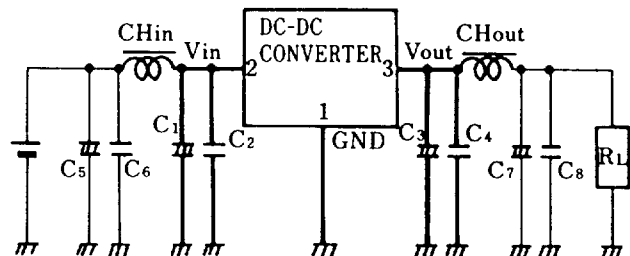 CHin
Vin
DC-DC
CONVERTER
2
3
Vout
CHout
1
GND
C5
C6
C1
C2
C3
C4
C7
C8
RL